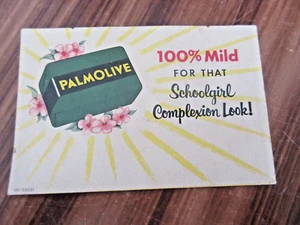 PALMOLIVE
100% Mild
FOR THAT
Schoolgirl
Complexion Look!